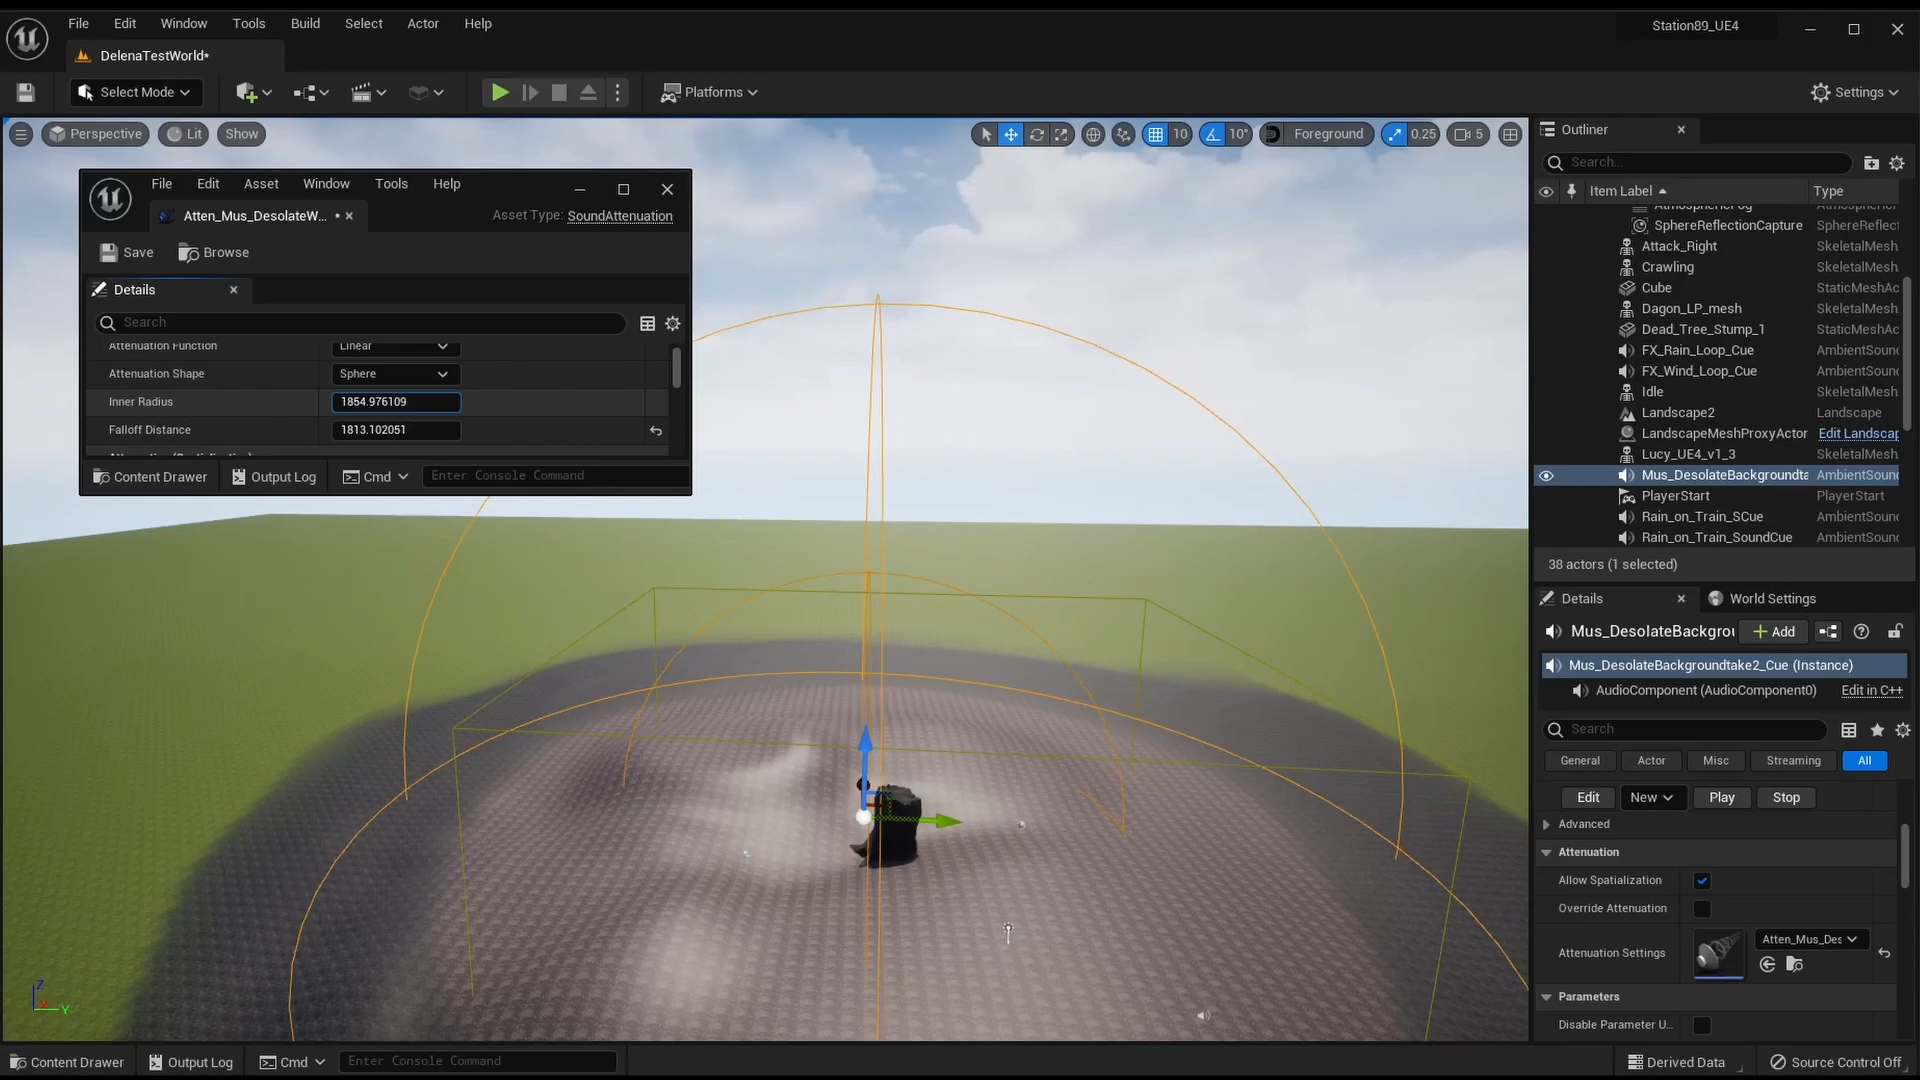 File Edit Window Tools Build Select Actor Help
Station89_UE4
DelenaTestWorld*
Select Mode
Platforms
Settings
Perspective
Lit
Show
10
10°
Foreground
0.25
5
File Edit Asset Window Tools Help
Atten_Mus_DesolateW... *
Asset Type: SoundAttenuation
Save
Browse
Details
Search
Attenuation Function
Linear
Attenuation Shape
Sphere
Inner Radius
1854.976109
Falloff Distance
1813.102051
Content Drawer
Output Log
Cmd
Enter Console Command
Z
X
Y
Outliner
Search...
Item Label
Type
SphereReflectionCapture SphereReflect
Attack_Right SkeletalMesh
Crawling SkeletalMesh
Cube StaticMeshAc
Dagon_LP_mesh SkeletalMesh
Dead_Tree_Stump_1 StaticMeshAc
FX_Rain_Loop_Cue AmbientSound
FX_Wind_Loop_Cue AmbientSound
Idle SkeletalMesh
Landscape2 Landscape
LandscapeMeshProxyActor Edit Landscap
Lucy_UE4_v1_3 SkeletalMesh
Mus_DesolateBackgroundta AmbientSound
PlayerStart PlayerStart
Rain_on_Train_SCue AmbientSound
Rain_on_Train_SoundCue AmbientSound
38 actors (1 selected)
Details
World Settings
Mus_DesolateBackgrou
Add
Mus_DesolateBackgroundtake2_Cue (Instance)
AudioComponent (AudioComponent0)
Edit in C++
Search
General
Actor
Misc
Streaming
All
Edit
New
Play
Stop
Advanced
Attenuation
Allow Spatialization
Override Attenuation
Attenuation Settings
Atten_Mus_Des
Parameters
Disable Parameter U...
Content Drawer
Output Log
Cmd
Enter Console Command
Derived Data
Source Control Off